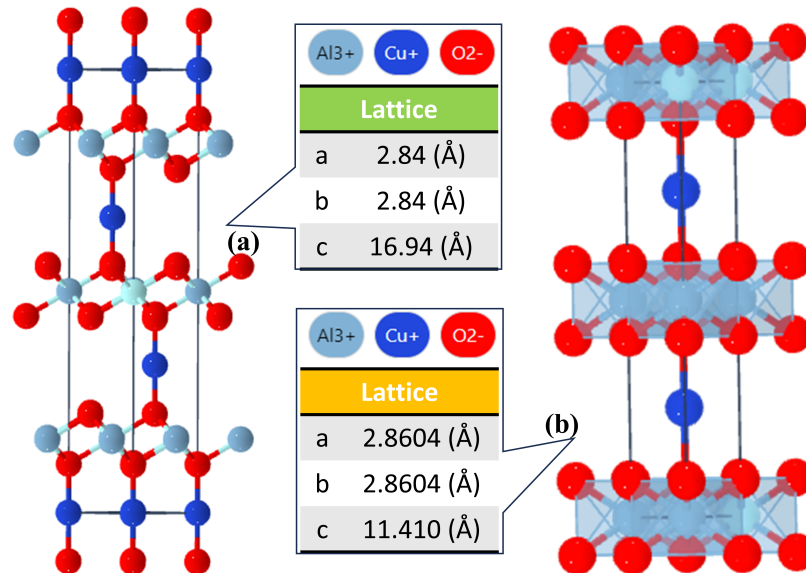 Al3+ Cu+ O2-
Lattice
a 2.84 (Å)
b 2.84 (Å)
c 16.94 (Å)
(a)
Al3+ Cu+ O2-
Lattice
a 2.8604 (Å)
b 2.8604 (Å)
c 11.410 (Å)
(b)